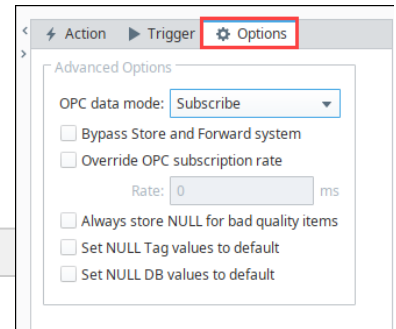 Action Trigger Options
Advanced Options
OPC data mode: Subscribe
Bypass Store and Forward system
Override OPC subscription rate
Rate: 0 ms
Always store NULL for bad quality items
Set NULL Tag values to default
Set NULL DB values to default